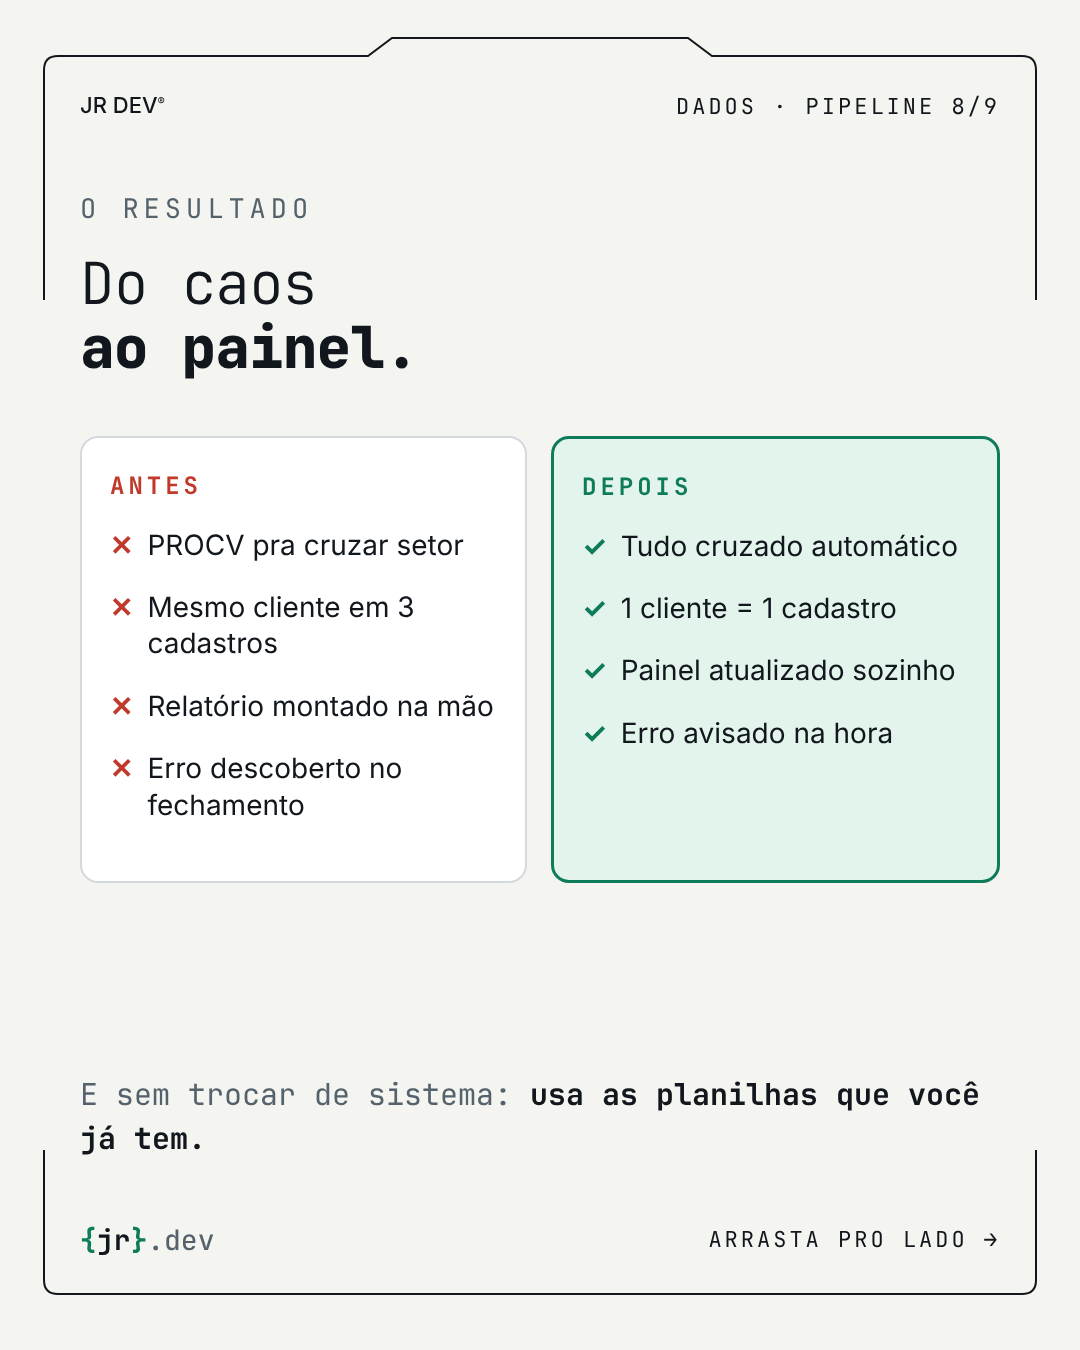 JR DEV®
DADOS · PIPELINE 8/9
O RESULTADO
Do caos
ao painel.
ANTES
✕ PROCV pra cruzar setor
✕ Mesmo cliente em 3
cadastros
✕ Relatório montado na mão
✕ Erro descoberto no
fechamento
DEPOIS
✓ Tudo cruzado automático
✓ 1 cliente = 1 cadastro
✓ Painel atualizado sozinho
✓ Erro avisado na hora
E sem trocar de sistema: usa as planilhas que você
já tem.
{jr}.dev
ARRASTA PRO LADO →